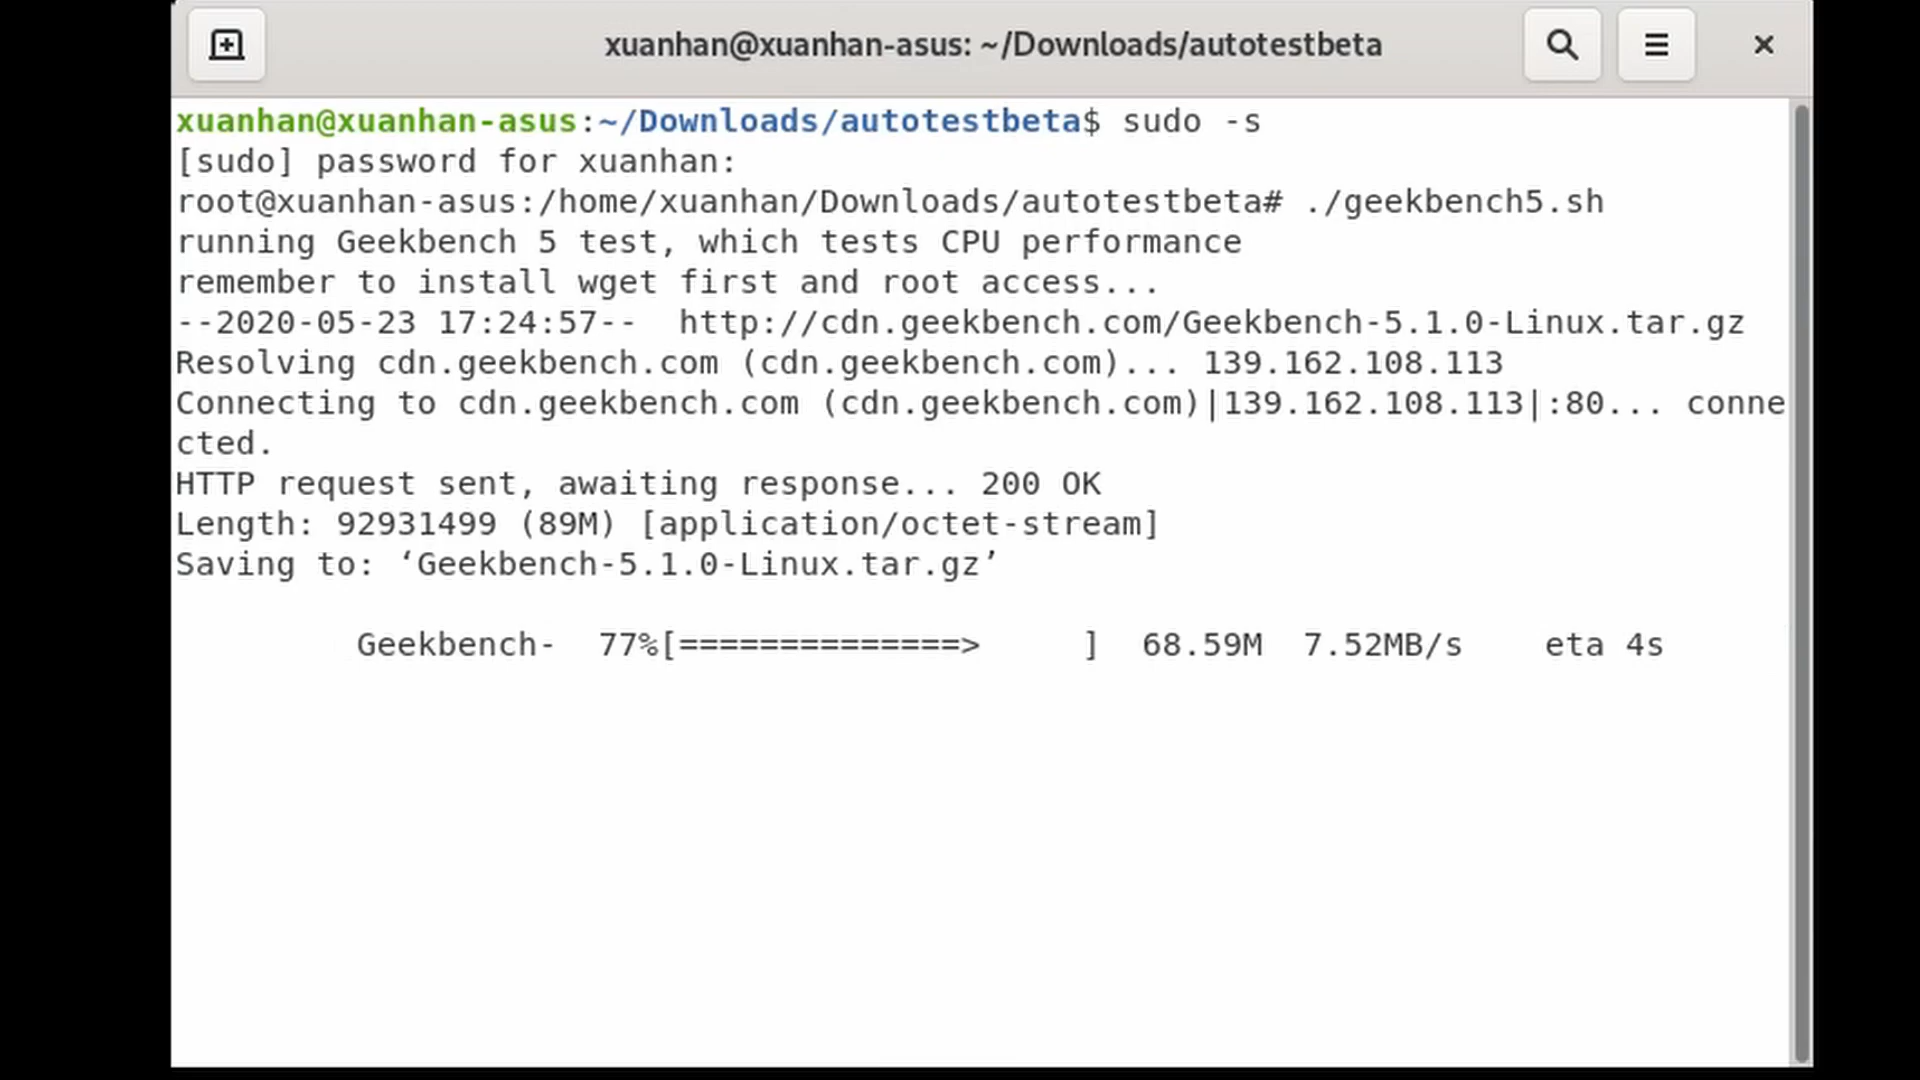 xuanhan@xuanhan-asus: ~/Downloads/autotestbeta
xuanhan@xuanhan-asus:~/Downloads/autotestbeta$ sudo -s
[sudo] password for xuanhan:
root@xuanhan-asus:/home/xuanhan/Downloads/autotestbeta# ./geekbench5.sh
running Geekbench 5 test, which tests CPU performance
remember to install wget first and root access...
--2020-05-23 17:24:57--  http://cdn.geekbench.com/Geekbench-5.1.0-Linux.tar.gz
Resolving cdn.geekbench.com (cdn.geekbench.com)... 139.162.108.113
Connecting to cdn.geekbench.com (cdn.geekbench.com)|139.162.108.113|:80... conne
cted.
HTTP request sent, awaiting response... 200 OK
Length: 92931499 (89M) [application/octet-stream]
Saving to: ‘Geekbench-5.1.0-Linux.tar.gz’
Geekbench-  77%[==============>     ]  68.59M  7.52MB/s    eta 4s